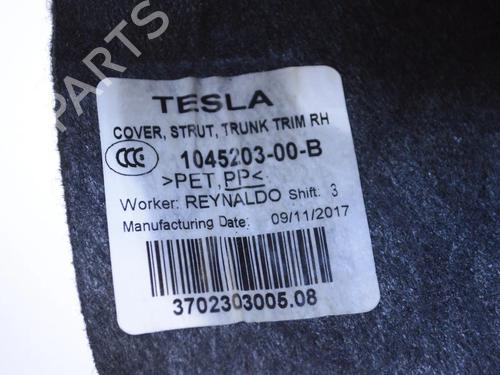 PARTS
TESLA
COVER, STRUT, TRUNK TRIM RH
CCC 1045203-00-B
>PET,PP<
Worker: REYNALDO Shift: 3
Manufacturing Date: 09/11/2017
3702303005.08